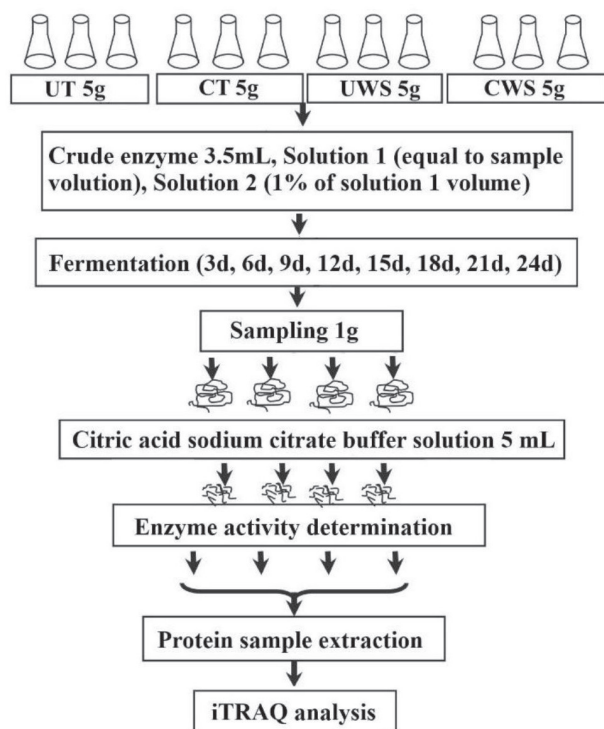 UT 5g CT 5g UWS 5g CWS 5g
Crude enzyme 3.5mL, Solution 1 (equal to sample
volution), Solution 2 (1% of solution 1 volume)
Fermentation (3d, 6d, 9d, 12d, 15d, 18d, 21d, 24d)
Sampling 1g
Citric acid sodium citrate buffer solution 5 mL
Enzyme activity determination
Protein sample extraction
iTRAQ analysis